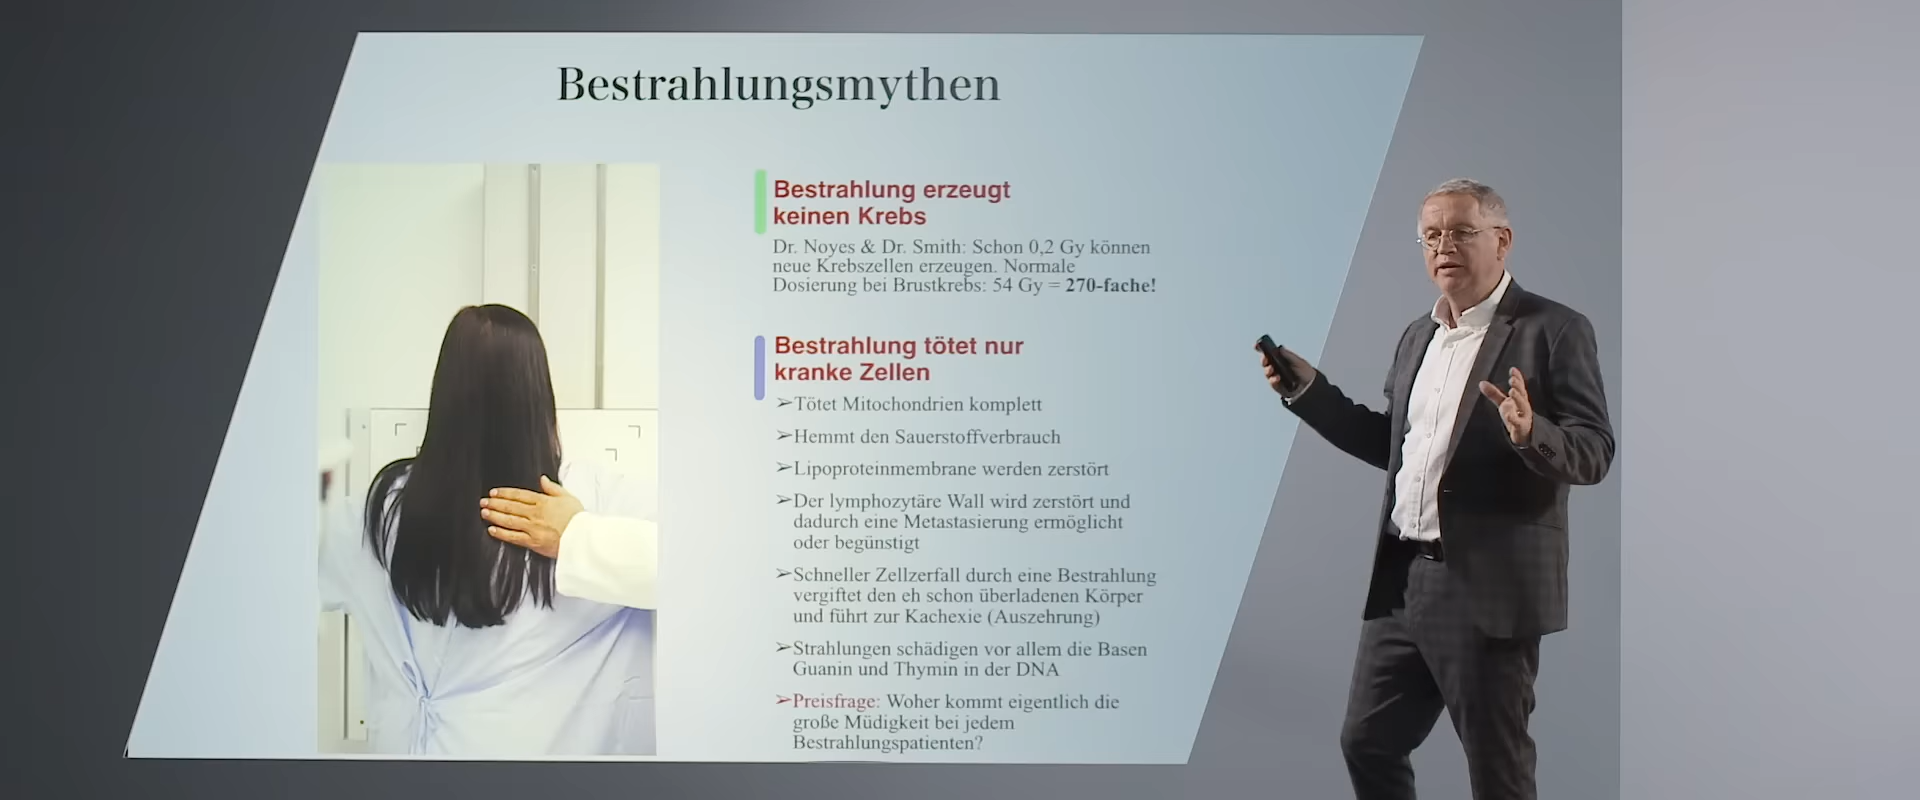 Bestrahlungsmythen
Bestrahlung erzeugt
keinen Krebs
Dr. Noyes & Dr. Smith: Schon 0,2 Gy können
neue Krebszellen erzeugen. Normale
Dosierung bei Brustkrebs: 54 Gy = 270-fache!
Bestrahlung tötet nur
kranke Zellen
➢Tötet Mitochondrien komplett
➢Hemmt den Sauerstoffverbrauch
➢Lipoproteinmembrane werden zerstört
➢Der lymphozytäre Wall wird zerstört und
dadurch eine Metastasierung ermöglicht
oder begünstigt
➢Schneller Zellzerfall durch eine Bestrahlung
vergiftet den eh schon überladenen Körper
und führt zur Kachexie (Auszehrung)
➢Strahlungen schädigen vor allem die Basen
Guanin und Thymin in der DNA
➢Preisfrage: Woher kommt eigentlich die
große Müdigkeit bei jedem
Bestrahlungspatienten?